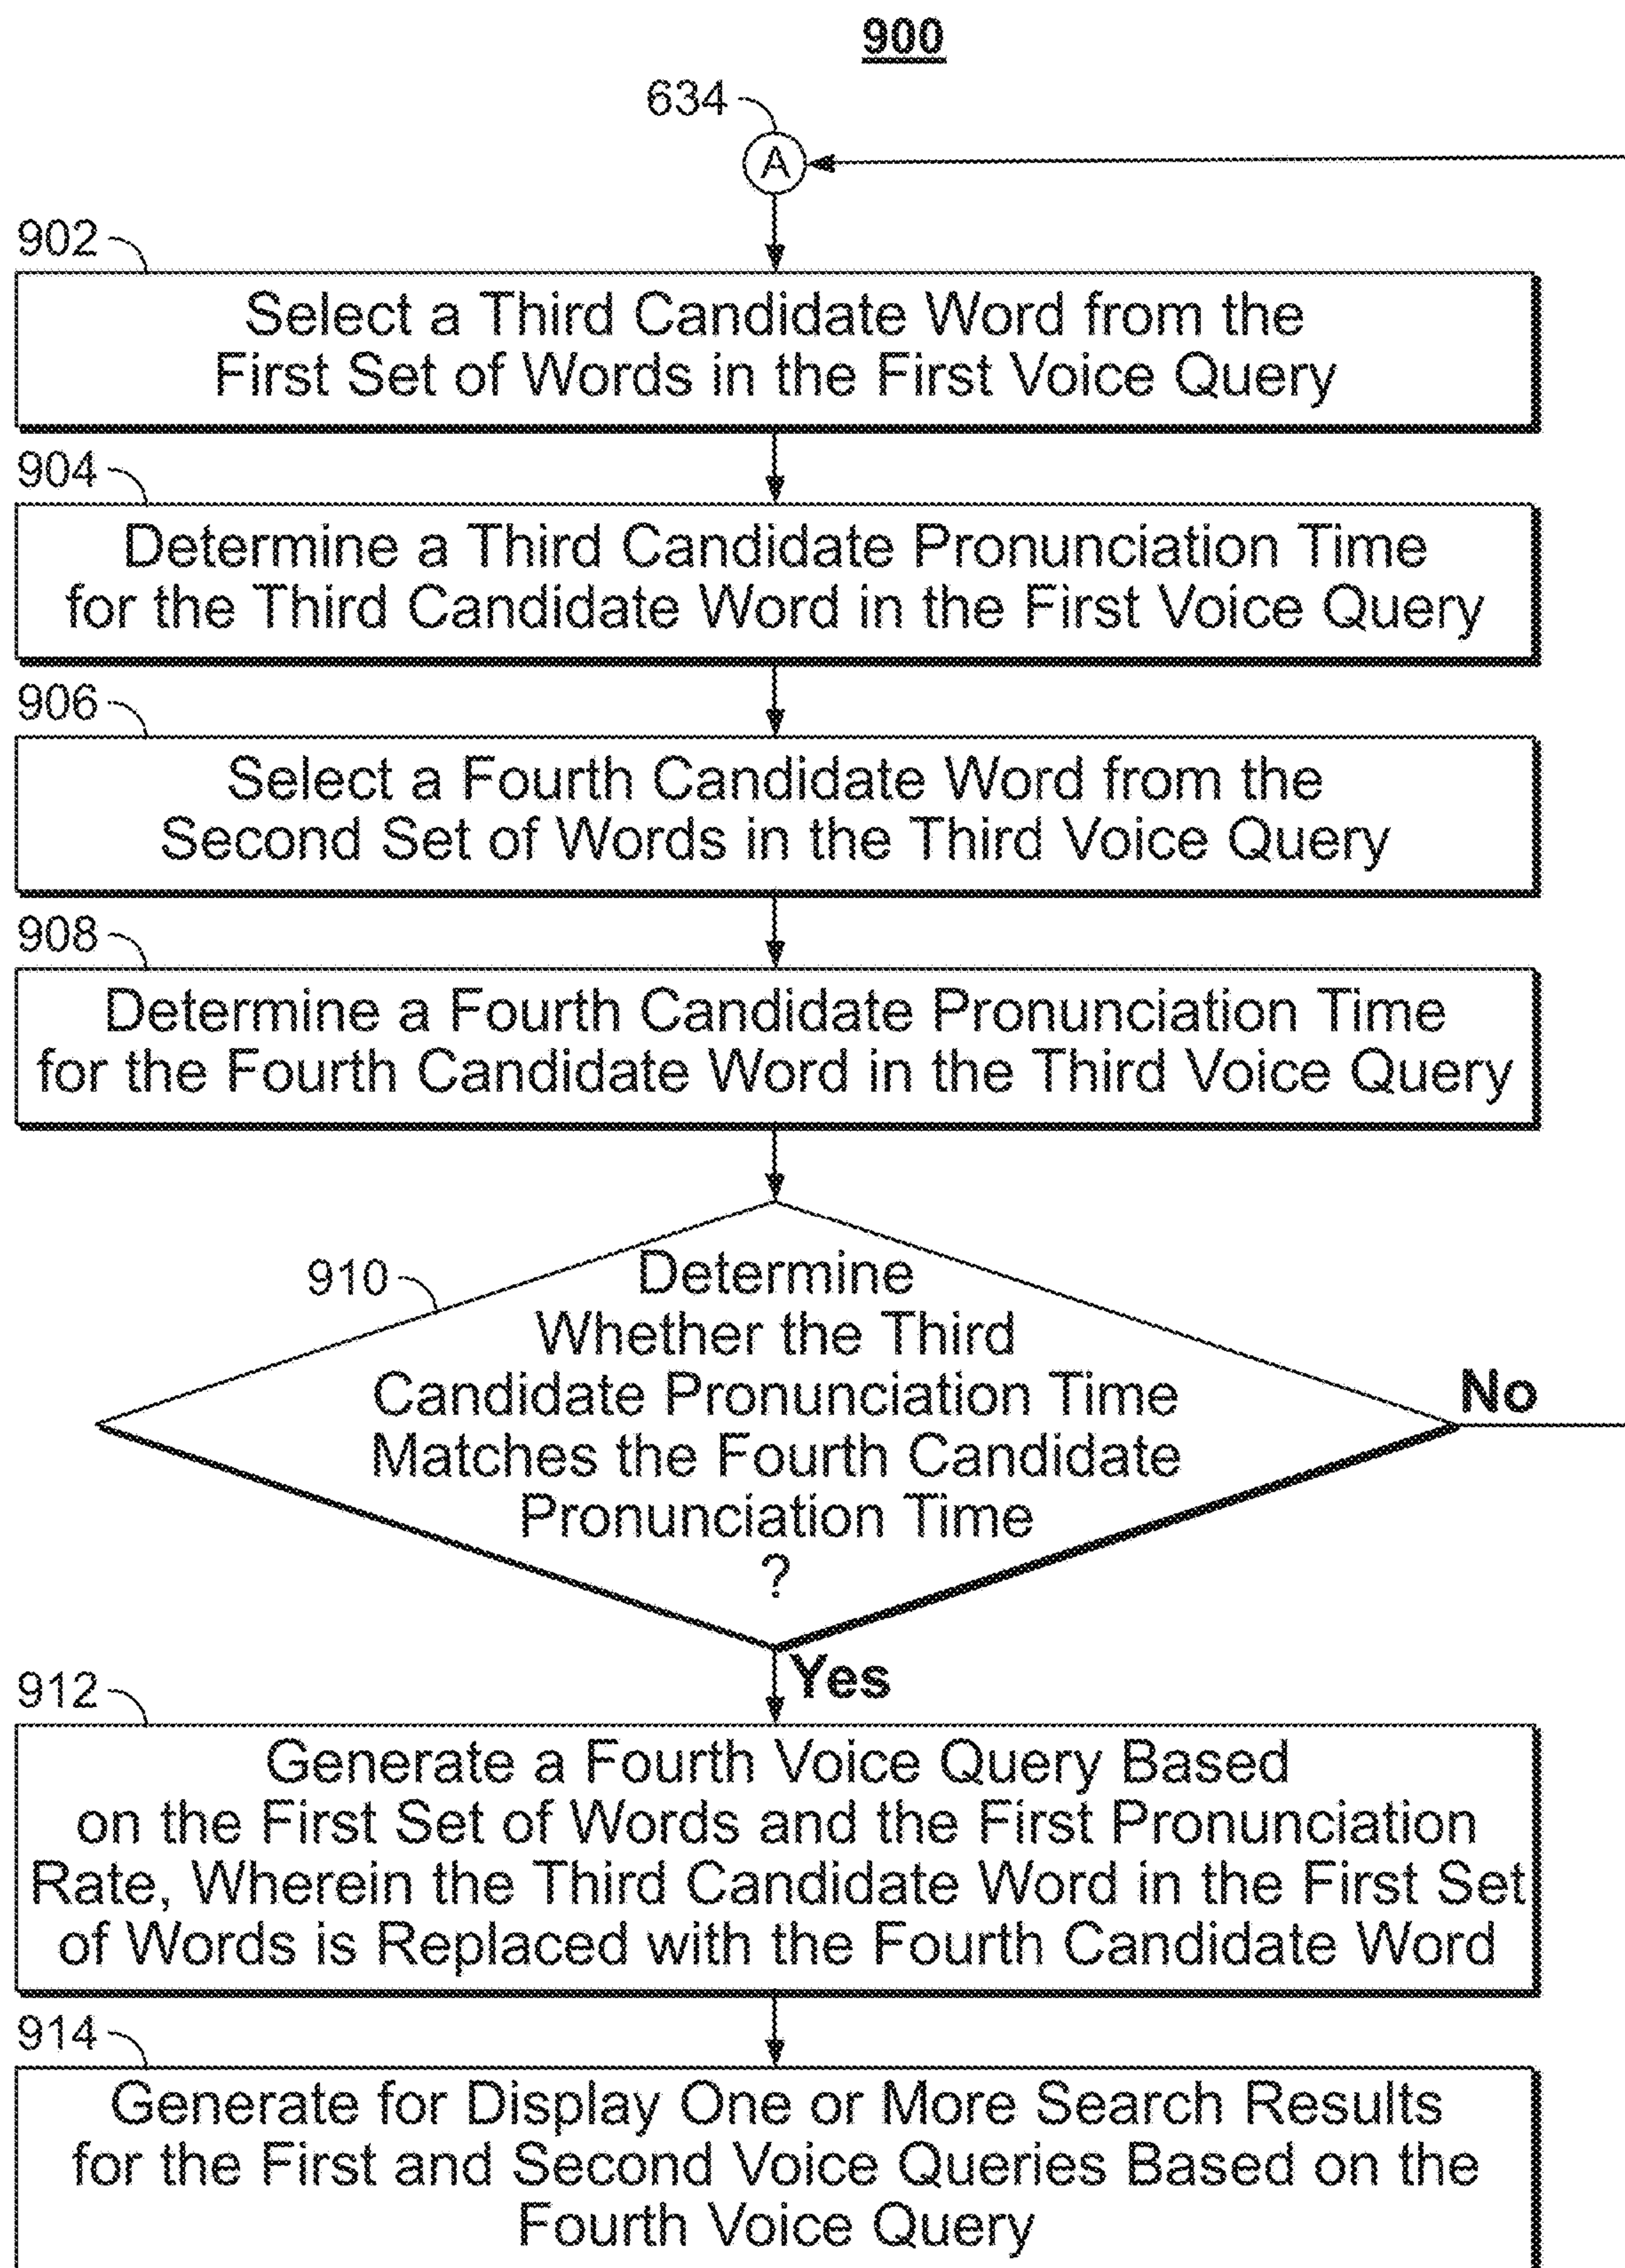 900
634
A
902
Select a Third Candidate Word from the
First Set of Words in the First Voice Query
904
Determine a Third Candidate Pronunciation Time
for the Third Candidate Word in the First Voice Query
906
Select a Fourth Candidate Word from the
Second Set of Words in the Third Voice Query
908
Determine a Fourth Candidate Pronunciation Time
for the Fourth Candidate Word in the Third Voice Query
910
Determine
Whether the Third
Candidate Pronunciation Time
Matches the Fourth Candidate
Pronunciation Time
?
No
Yes
912
Generate a Fourth Voice Query Based
on the First Set of Words and the First Pronunciation
Rate, Wherein the Third Candidate Word in the First Set
of Words is Replaced with the Fourth Candidate Word
914
Generate for Display One or More Search Results
for the First and Second Voice Queries Based on the
Fourth Voice Query